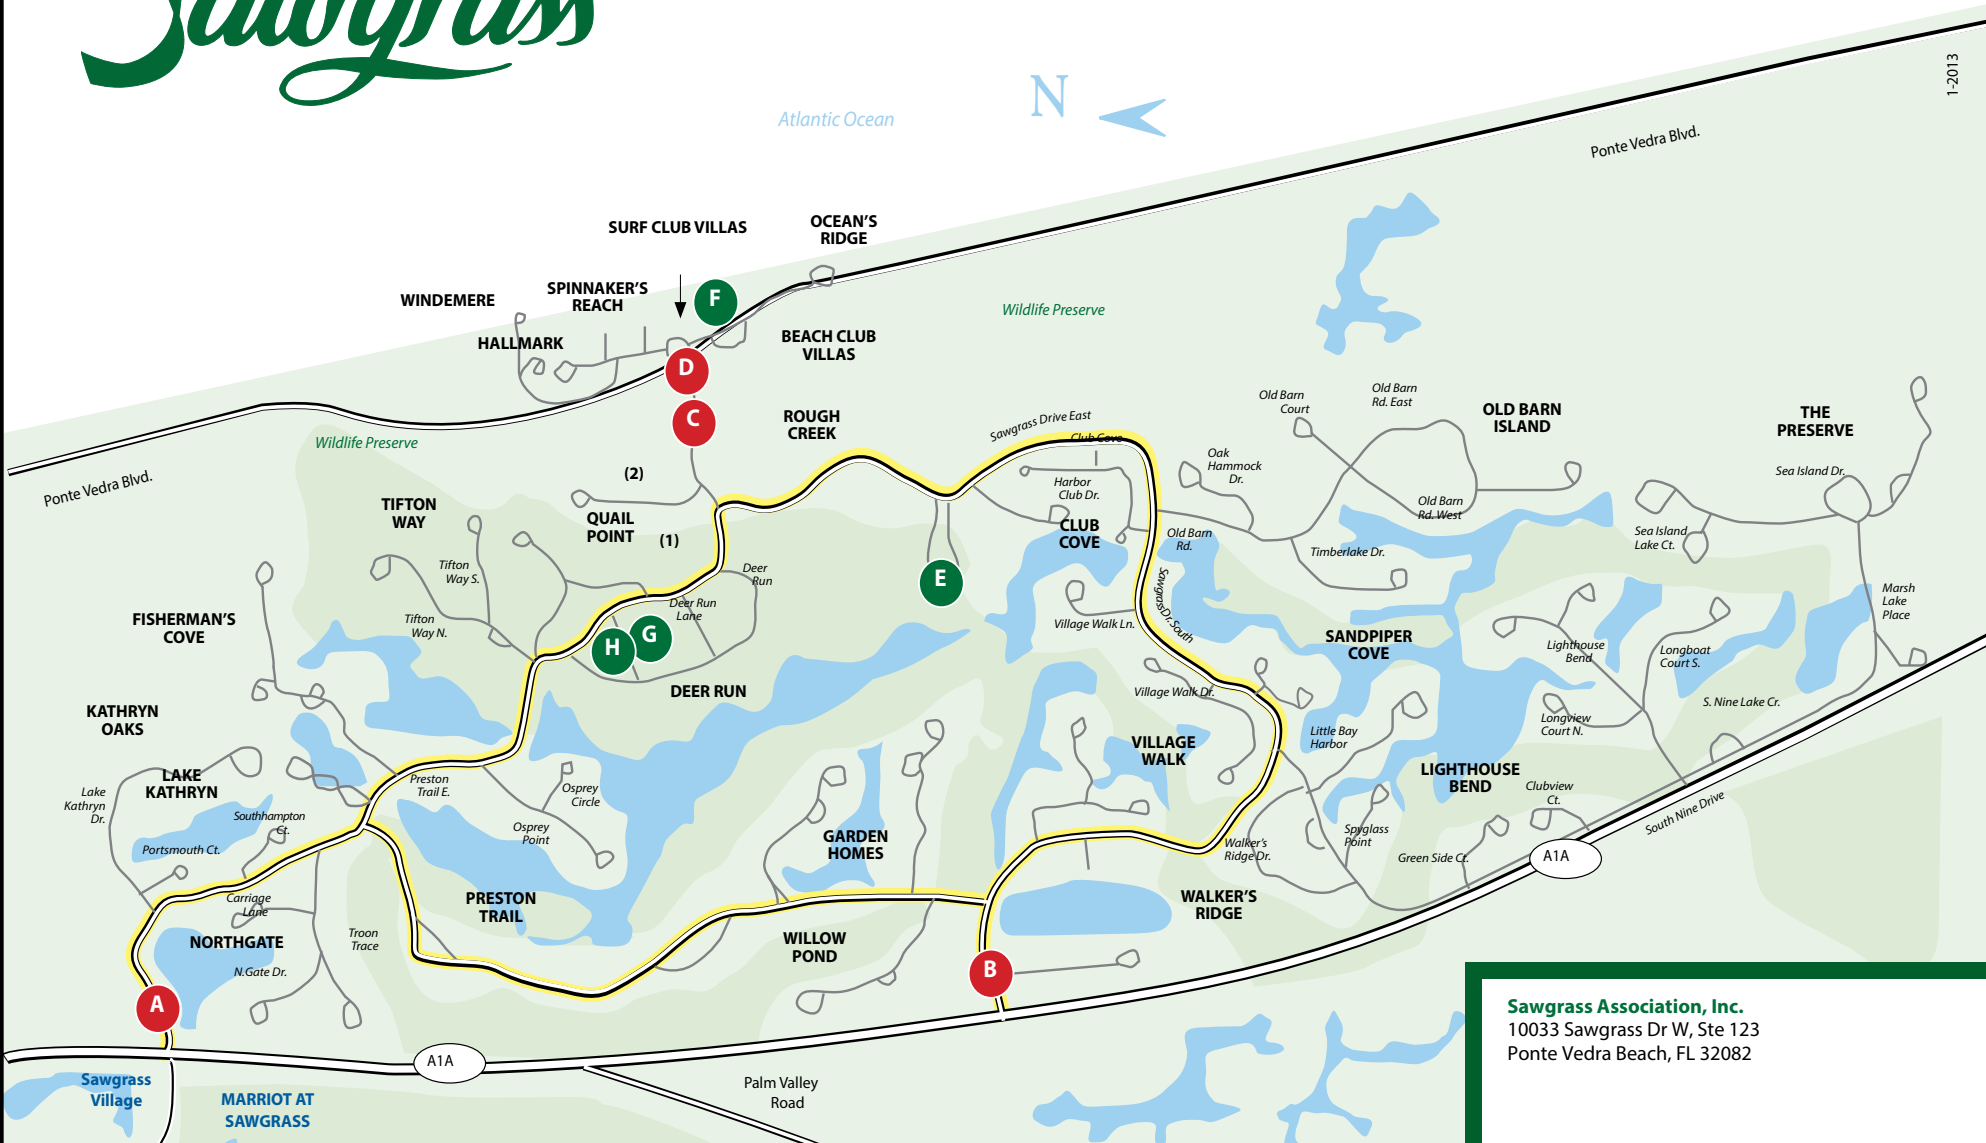 Sawgrass
1-2013
N
Atlantic Ocean
Ponte Vedra Blvd.
SURF CLUB VILLAS
OCEAN'S
RIDGE
WINDEMERE
SPINNAKER'S
REACH
F
Wildlife Preserve
HALLMARK
BEACH CLUB
VILLAS
D
C
ROUGH
CREEK
Sawgrass Drive East
Club Cove
Old Barn
Court
Old Barn
Rd. East
OLD BARN
ISLAND
THE
PRESERVE
Wildlife Preserve
Ponte Vedra Blvd.
(2)
Oak
Hammock
Dr.
Sea Island Dr.
Harbor
Club Dr.
TIFTON
WAY
QUAIL
POINT
(1)
CLUB
COVE
Old Barn
Rd. West
Old Barn
Rd.
Sea Island
Lake Ct.
Timberlake Dr.
Tifton
Way S.
Deer
Run
E
Sawgrass Dr. South
Marsh
Lake
Place
Deer Run
Lane
FISHERMAN'S
COVE
Tifton
Way N.
H
G
Village Walk Ln.
SANDPIPER
COVE
Lighthouse
Bend
Longboat
Court S.
DEER RUN
Village Walk Dr.
S. Nine Lake Cr.
KATHRYN
OAKS
Little Bay
Harbor
Longview
Court N.
VILLAGE
WALK
LAKE
KATHRYN
Lake
Kathryn
Dr.
Preston
Trail E.
Osprey
Circle
LIGHTHOUSE
BEND
Clubview
Ct.
South Nine Drive
Southhampton
Ct.
Osprey
Point
GARDEN
HOMES
Spyglass
Point
Walker's
Ridge Dr.
Portsmouth Ct.
Green Side Ct.
A1A
Carriage
Lane
PRESTON
TRAIL
WALKER'S
RIDGE
NORTHGATE
Troon
Trace
WILLOW
POND
N.Gate Dr.
B
A
A1A
Sawgrass
Village
MARRIOT AT
SAWGRASS
Palm Valley
Road
Sawgrass Association, Inc.
10033 Sawgrass Dr W, Ste 123
Ponte Vedra Beach, FL 32082